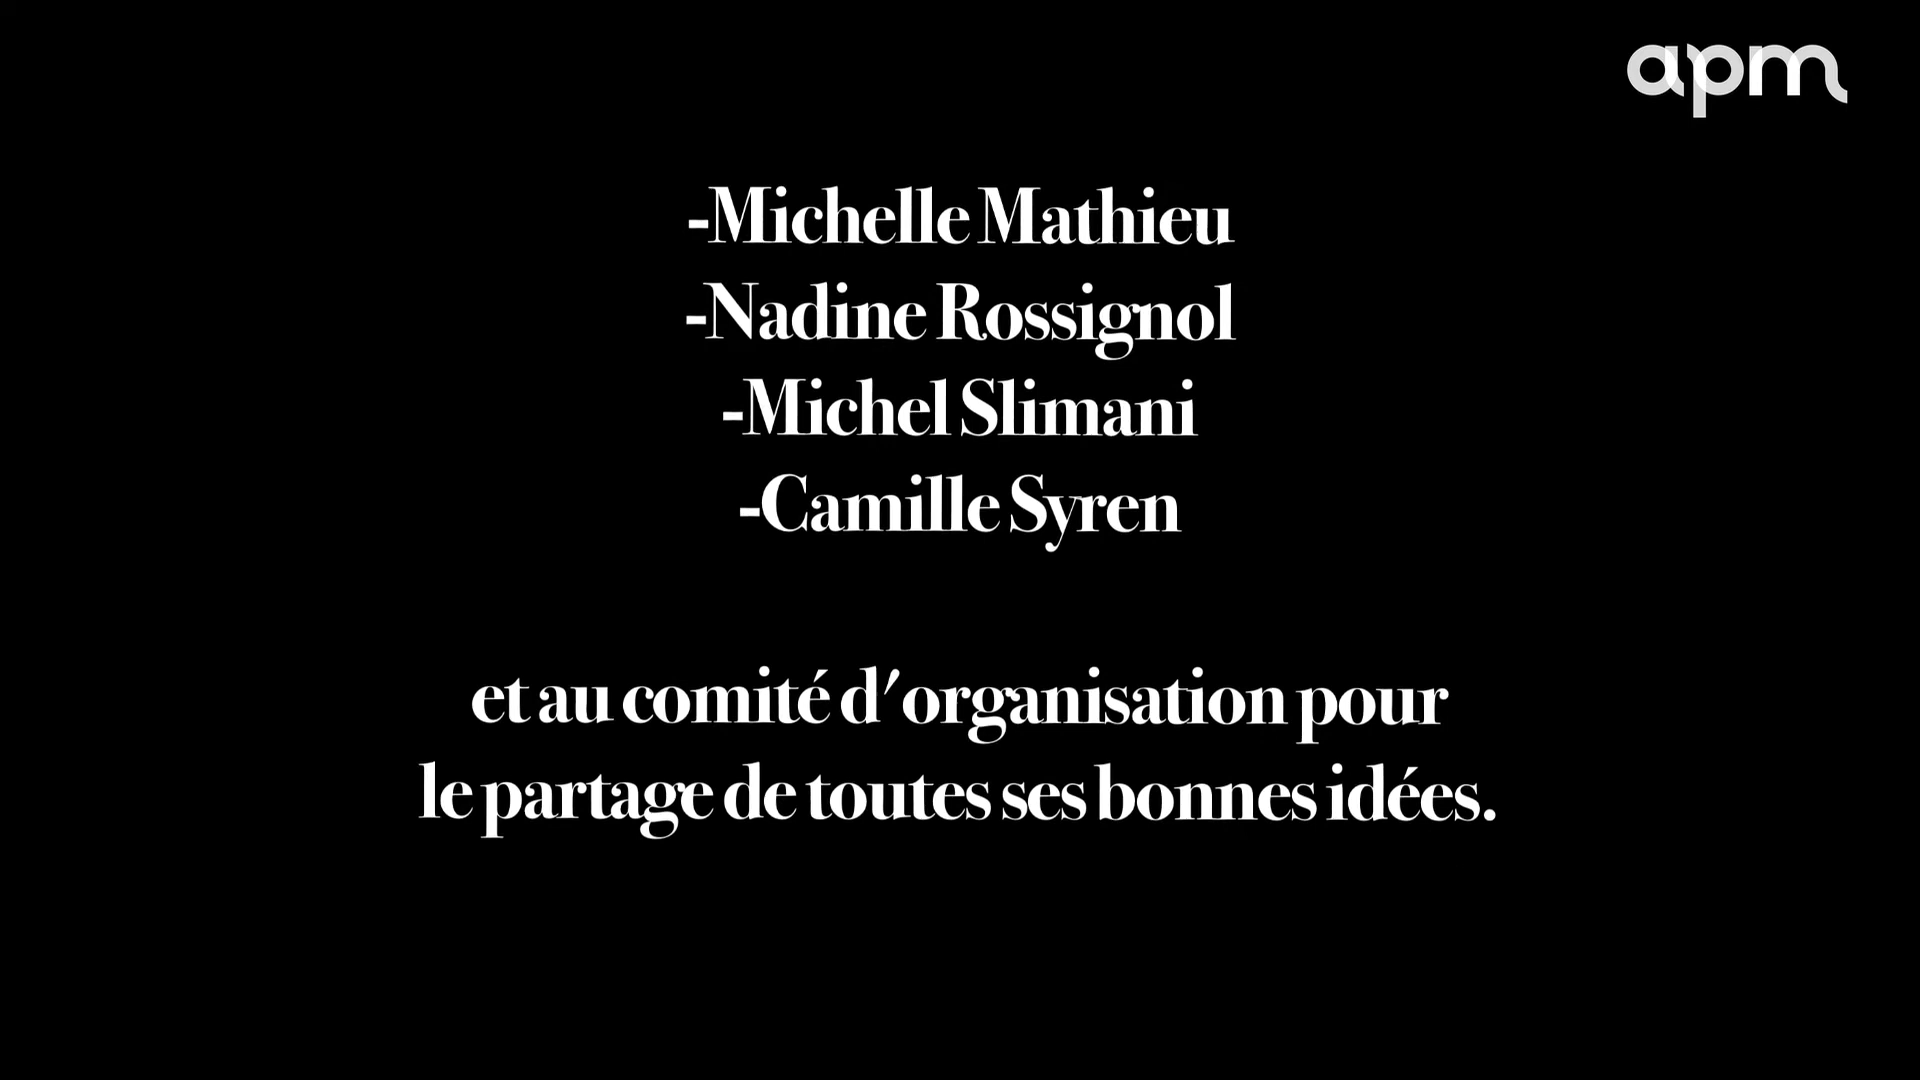 apm
-Michelle Mathieu
-Nadine Rossignol
-Michel Slimani
-Camille Syren
et au comité d'organisation pour
le partage de toutes ses bonnes idées.